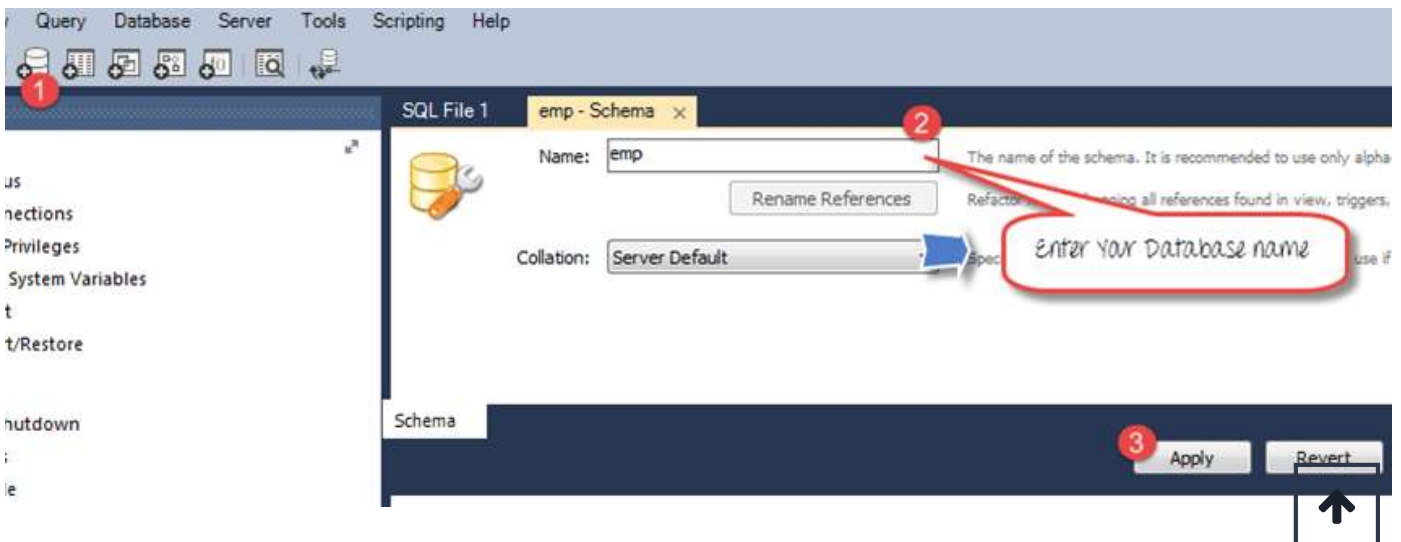 Query Database Server Tools Scripting Help
1
SQL File 1 emp - Schema ×
2
Name: emp The name of the schema. It is recommended to use only alpha
us
nections Rename References Refactor all references found in view, triggers,
Privileges
Enter Your Database name
System Variables Collation: Server Default Spec use if
t
t/Restore
hutdown Schema
s
3
Apply Revert
le